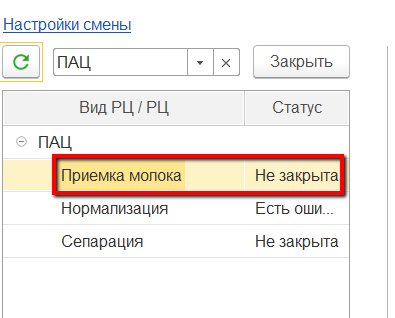 Настройки смены
ПАЦ Закрыть
Вид РЦ / РЦ Статус
ПАЦ
Приемка молока Не закрыта
Нормализация Есть оши...
Сепарация Не закрыта